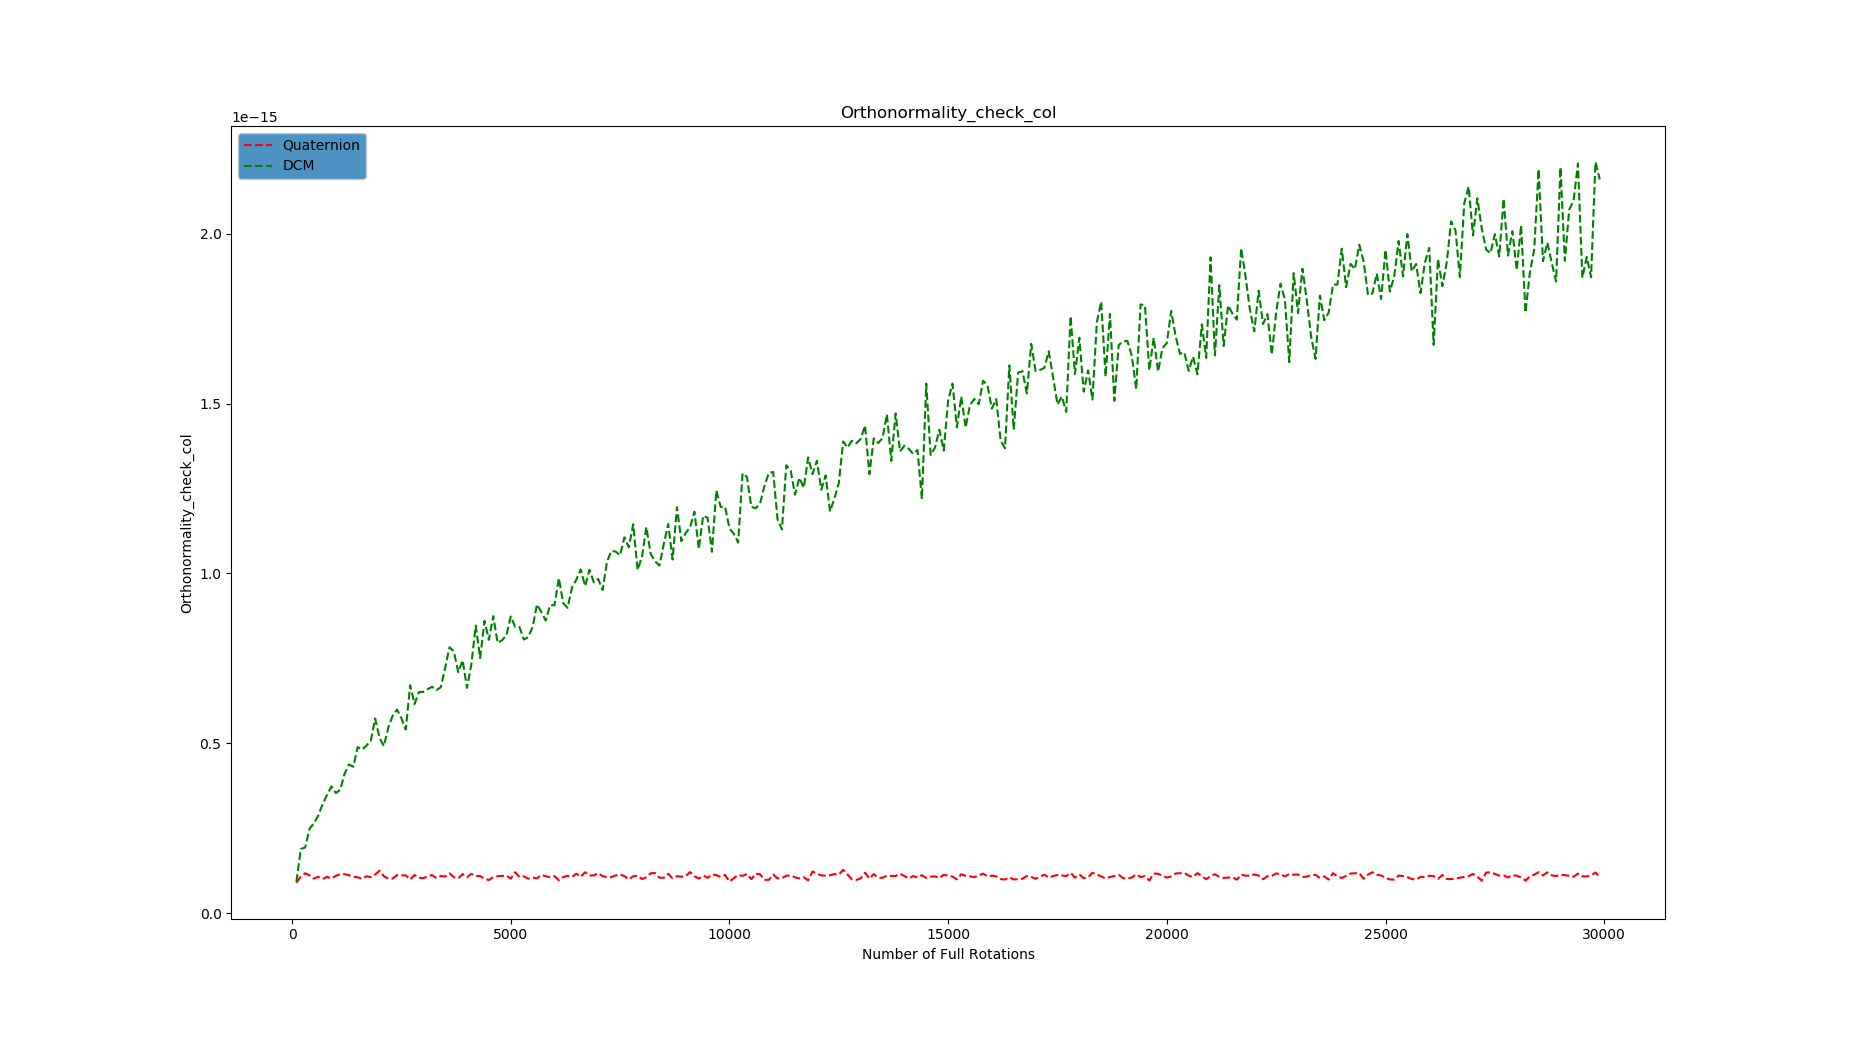 Orthonormality_check_col
1e−15
Quaternion
DCM
2.0
1.5
1.0
0.5
0.0
Orthonormality_check_col
0 5000 10000 15000 20000 25000 30000
Number of Full Rotations